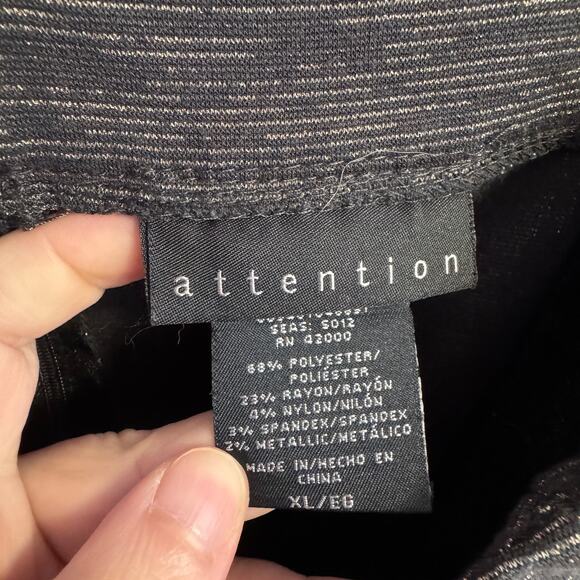 attention
SEAS: SO12
RN 42000
68% POLYESTER/
POLIÉSTER
23% RAYON/RAYÓN
4% NYLON/NILÓN
3% SPANDEX/SPANDEX
2% METALLIC/METÁLICO
MADE IN/HECHO EN
CHINA
XL/EG